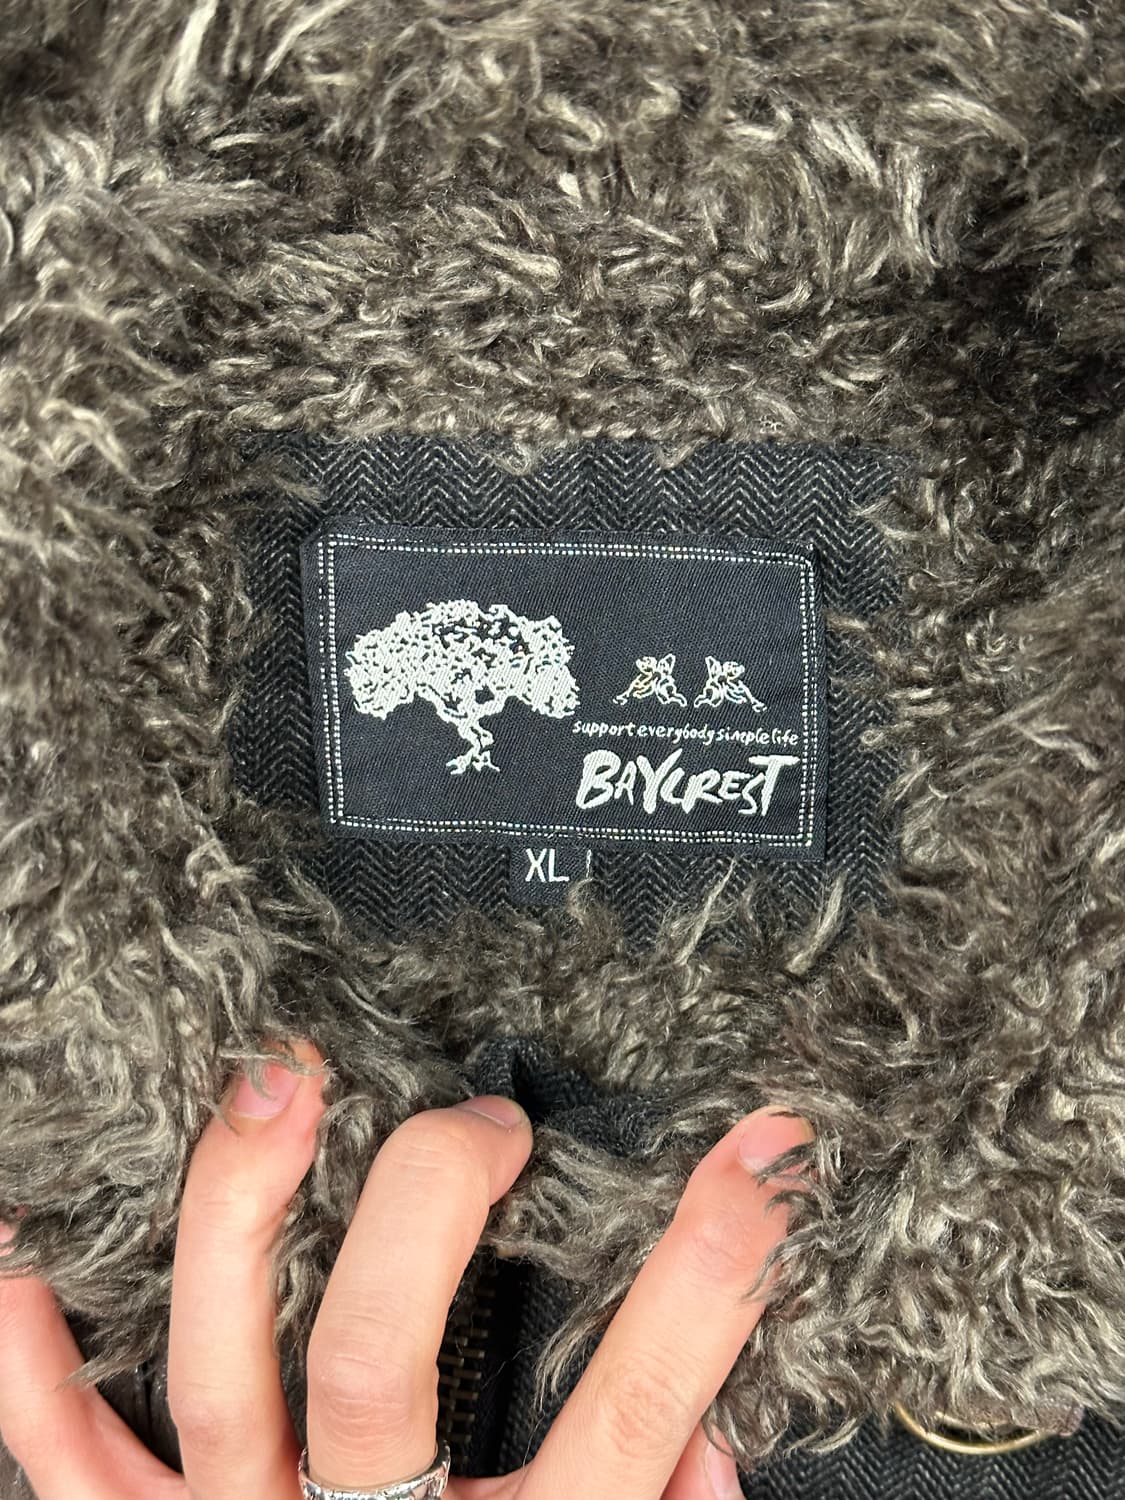 support everybody simple life
BAYCREST
XL